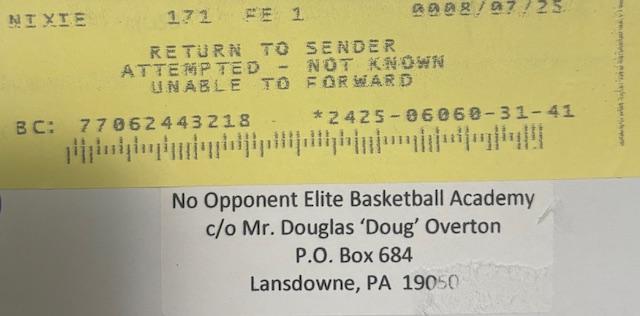 NIXIE 171 FE 1 0008/07/25
RETURN TO SENDER
ATTEMPTED - NOT KNOWN
UNABLE TO FORWARD
BC: 77062443218 *2425-06060-31-41
No Opponent Elite Basketball Academy
c/o Mr. Douglas ‘Doug’ Overton
P.O. Box 684
Lansdowne, PA 19050